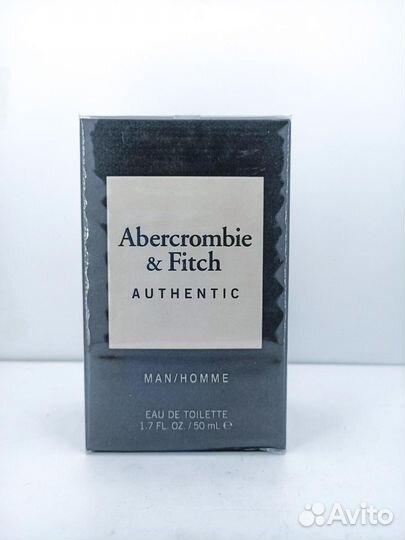 Abercrombie
& Fitch
AUTHENTIC
MAN/HOMME
EAU DE TOILETTE
1.7 FL. OZ. / 50 mL ℮
Avito